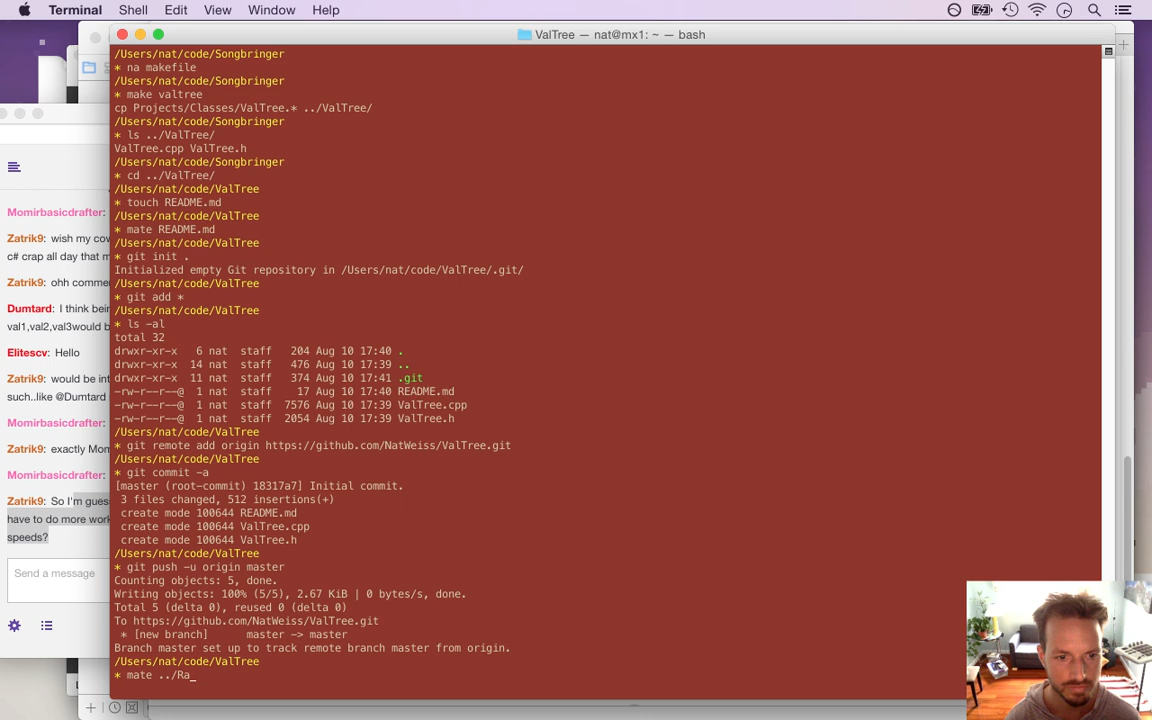 Terminal Shell Edit View Window Help
ValTree — nat@mx1: ~ — bash
/Users/nat/code/Songbringer
* na makefile
/Users/nat/code/Songbringer
* make valtree
cp Projects/Classes/ValTree.* ../ValTree/
/Users/nat/code/Songbringer
* ls ../ValTree/
ValTree.cpp ValTree.h
/Users/nat/code/Songbringer
* cd ../ValTree/
/Users/nat/code/ValTree
* touch README.md
/Users/nat/code/ValTree
* mate README.md
/Users/nat/code/ValTree
* git init .
Initialized empty Git repository in /Users/nat/code/ValTree/.git/
/Users/nat/code/ValTree
* git add *
/Users/nat/code/ValTree
* ls -al
total 32
drwxr-xr-x 6 nat staff 204 Aug 10 17:40 .
drwxr-xr-x 14 nat staff 476 Aug 10 17:39 ..
drwxr-xr-x 11 nat staff 374 Aug 10 17:41 .git
-rw-r--r--@ 1 nat staff 17 Aug 10 17:40 README.md
-rw-r--r--@ 1 nat staff 7576 Aug 10 17:39 ValTree.cpp
-rw-r--r--@ 1 nat staff 2054 Aug 10 17:39 ValTree.h
/Users/nat/code/ValTree
* git remote add origin https://github.com/NatWeiss/ValTree.git
/Users/nat/code/ValTree
* git commit -a
[master (root-commit) 18317a7] Initial commit.
3 files changed, 512 insertions(+)
create mode 100644 README.md
create mode 100644 ValTree.cpp
create mode 100644 ValTree.h
/Users/nat/code/ValTree
* git push -u origin master
Counting objects: 5, done.
Writing objects: 100% (5/5), 2.67 KiB | 0 bytes/s, done.
Total 5 (delta 0), reused 0 (delta 0)
To https://github.com/NatWeiss/ValTree.git
* [new branch] master -> master
Branch master set up to track remote branch master from origin.
/Users/nat/code/ValTree
* mate ../Ra_
Momirbasicdrafter:
Zatrik9: wish my cow
c# crap all day that m
Zatrik9: ohh comme
Dumtard: I think bein
val1,val2,val3would b
Elitescv: Hello
Zatrik9: would be int
such..like @Dumtard
Momirbasicdrafter:
Zatrik9: exactly Mom
Momirbasicdrafter:
Zatrik9: So I'm gues
have to do more work
speeds?
Send a message